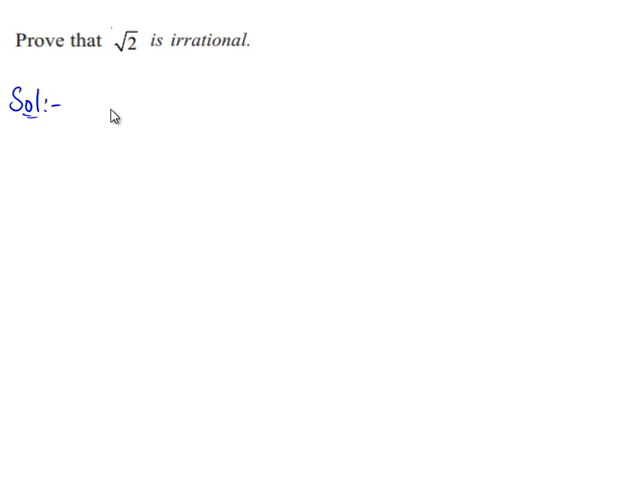 Prove that √2 is irrational.
Sol:-